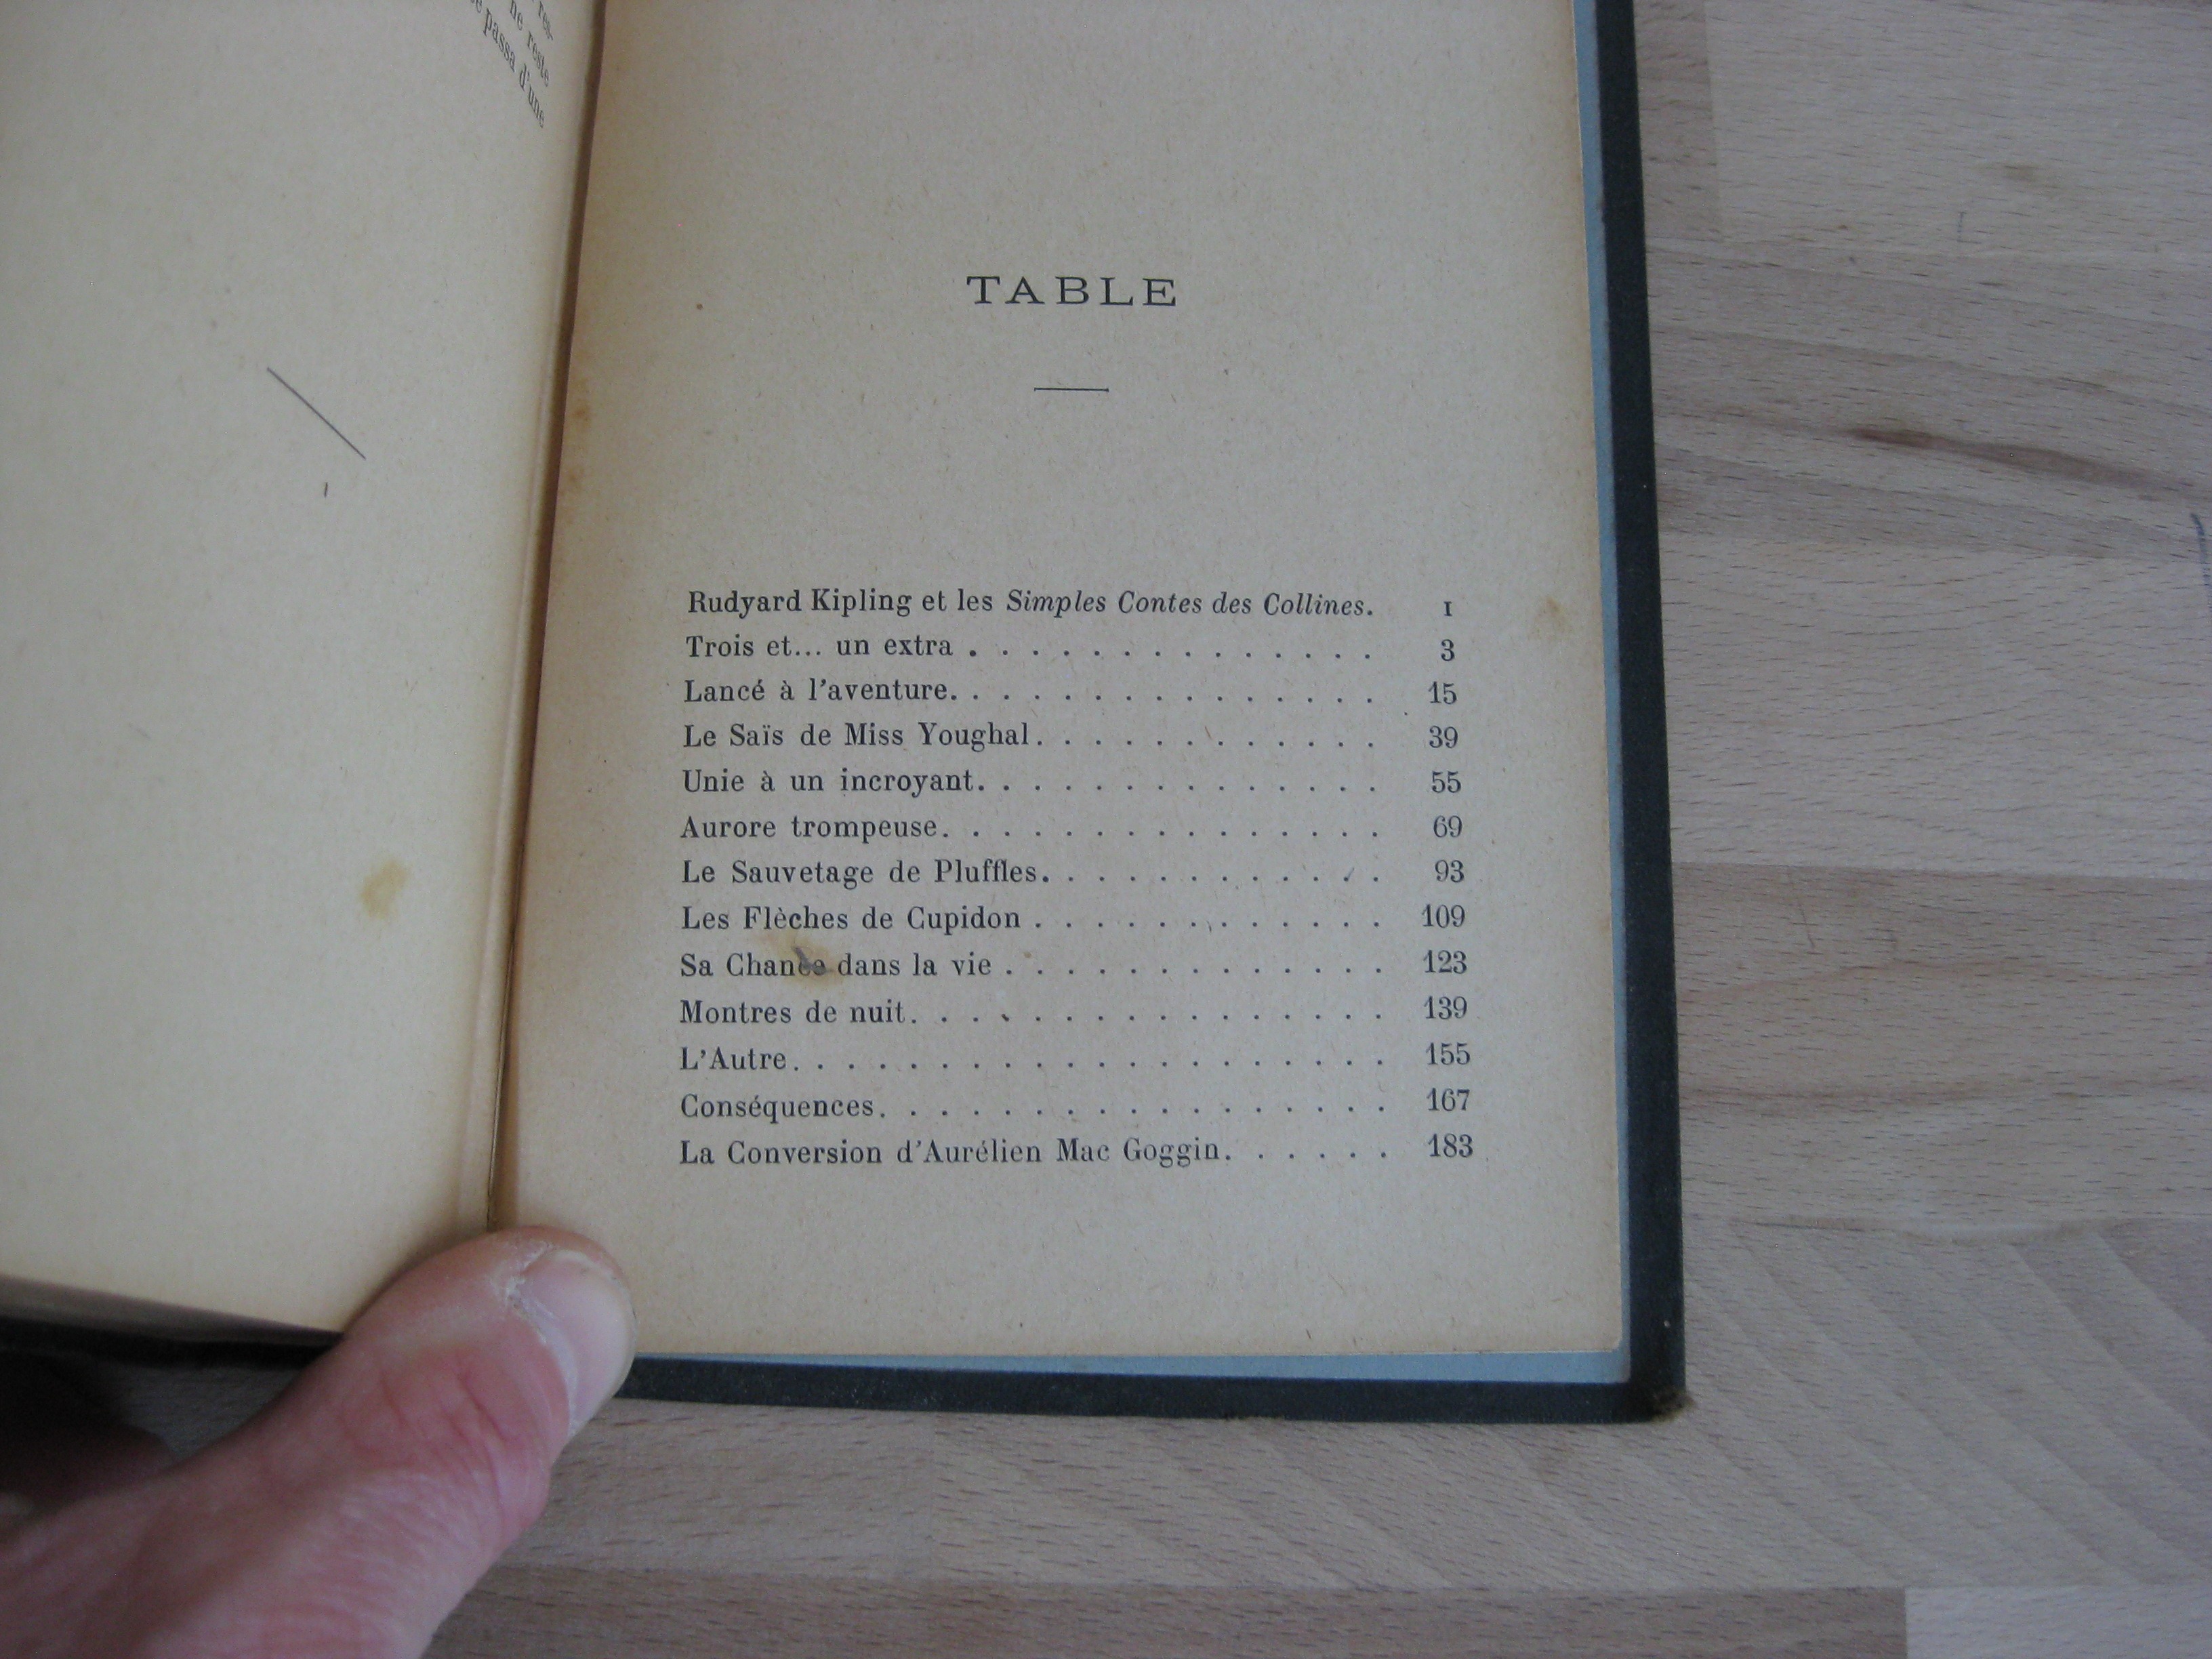 res-
ne reste
passa d'une
TABLE
Rudyard Kipling et les Simples Contes des Collines. I
Trois et... un extra . . . . . . . . . . . . . . 3
Lancé à l'aventure. . . . . . . . . . . . . . . 15
Le Saïs de Miss Youghal. . . . . . . . . . . . 39
Unie à un incroyant. . . . . . . . . . . . . . 55
Aurore trompeuse. . . . . . . . . . . . . . . 69
Le Sauvetage de Pluffles. . . . . . . . . . . . 93
Les Flèches de Cupidon . . . . . . . . . . . . 109
Sa Chance dans la vie . . . . . . . . . . . . . 123
Montres de nuit. . . . . . . . . . . . . . . . 139
L'Autre. . . . . . . . . . . . . . . . . . . . 155
Conséquences. . . . . . . . . . . . . . . . . 167
La Conversion d'Aurélien Mac Goggin. . . . . . 183